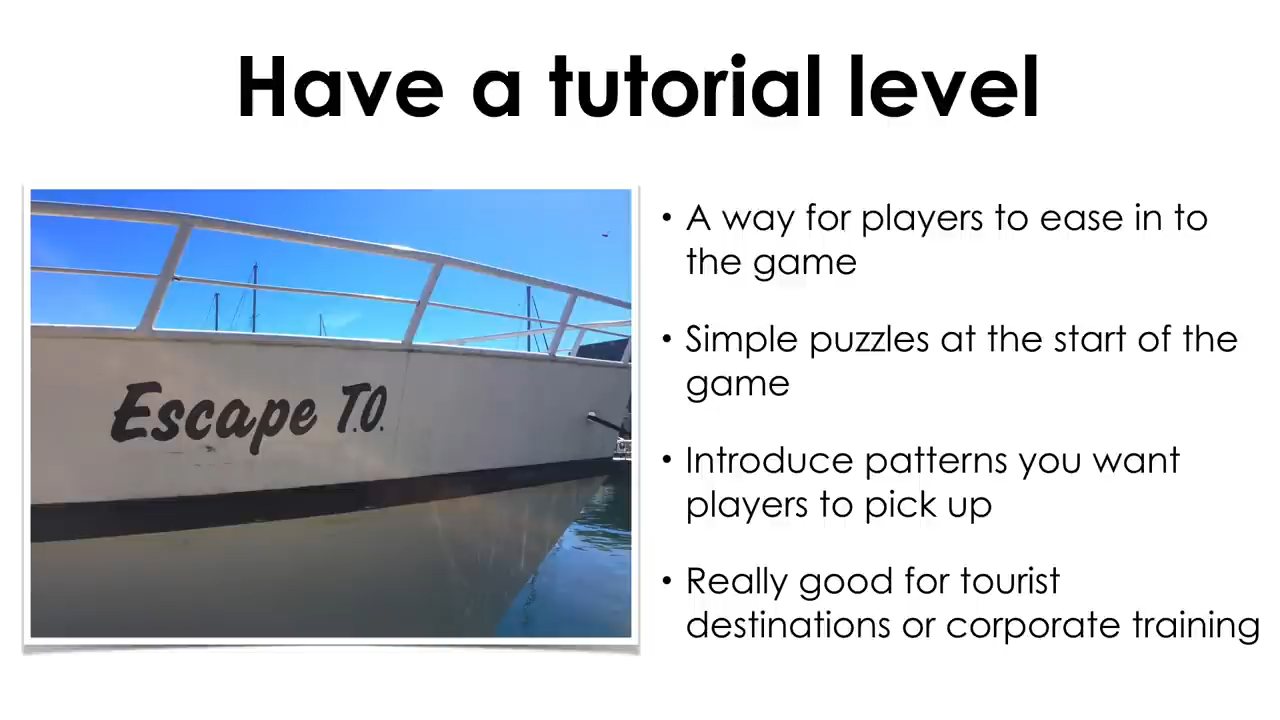 Have a tutorial level
Escape T.O.
• A way for players to ease in to
the game
• Simple puzzles at the start of the
game
• Introduce patterns you want
players to pick up
• Really good for tourist
destinations or corporate training